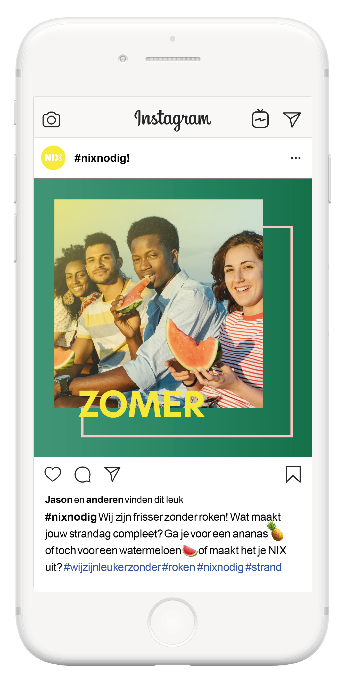 Instagram
NIX #nixnodig!
ZOMER
Jason en anderen vinden dit leuk
#nixnodig Wij zijn frisser zonder roken! Wat maakt
jouw strandag compleet? Ga je voor een ananas 🍍
of toch voor een watermeloen 🍉 of maakt het je NIX
uit? #wijzijnleukerzonder #roken #nixnodig #strand